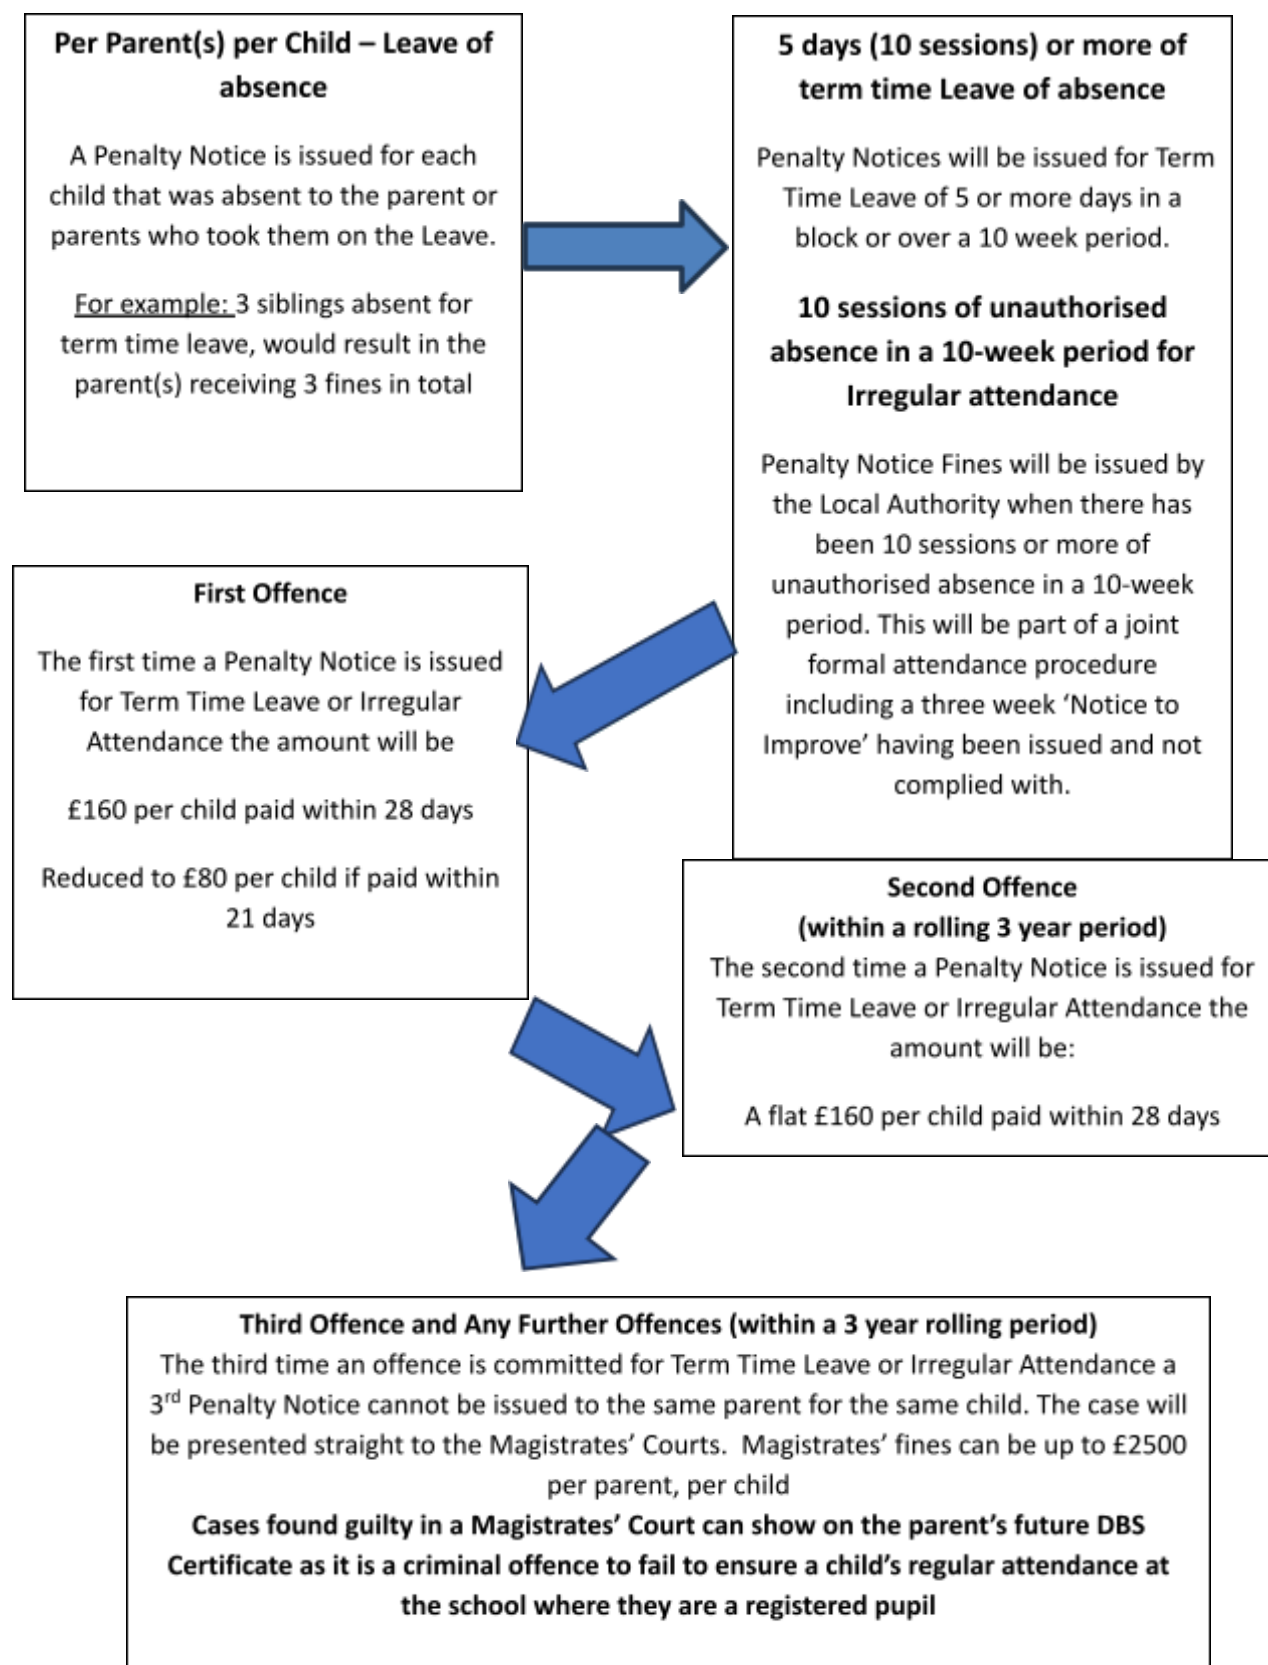 Per Parent(s) per Child – Leave of
absence
A Penalty Notice is issued for each
child that was absent to the parent or
parents who took them on the Leave.
For example: 3 siblings absent for
term time leave, would result in the
parent(s) receiving 3 fines in total
5 days (10 sessions) or more of
term time Leave of absence
Penalty Notices will be issued for Term
Time Leave of 5 or more days in a
block or over a 10 week period.
10 sessions of unauthorised
absence in a 10-week period for
Irregular attendance
Penalty Notice Fines will be issued by
the Local Authority when there has
been 10 sessions or more of
unauthorised absence in a 10-week
period. This will be part of a joint
formal attendance procedure
including a three week ‘Notice to
Improve’ having been issued and not
complied with.
First Offence
The first time a Penalty Notice is issued
for Term Time Leave or Irregular
Attendance the amount will be
£160 per child paid within 28 days
Reduced to £80 per child if paid within
21 days
Second Offence
(within a rolling 3 year period)
The second time a Penalty Notice is issued for
Term Time Leave or Irregular Attendance the
amount will be:
A flat £160 per child paid within 28 days
Third Offence and Any Further Offences (within a 3 year rolling period)
The third time an offence is committed for Term Time Leave or Irregular Attendance a
3rd Penalty Notice cannot be issued to the same parent for the same child. The case will
be presented straight to the Magistrates’ Courts.  Magistrates’ fines can be up to £2500
per parent, per child
Cases found guilty in a Magistrates’ Court can show on the parent’s future DBS
Certificate as it is a criminal offence to fail to ensure a child’s regular attendance at
the school where they are a registered pupil